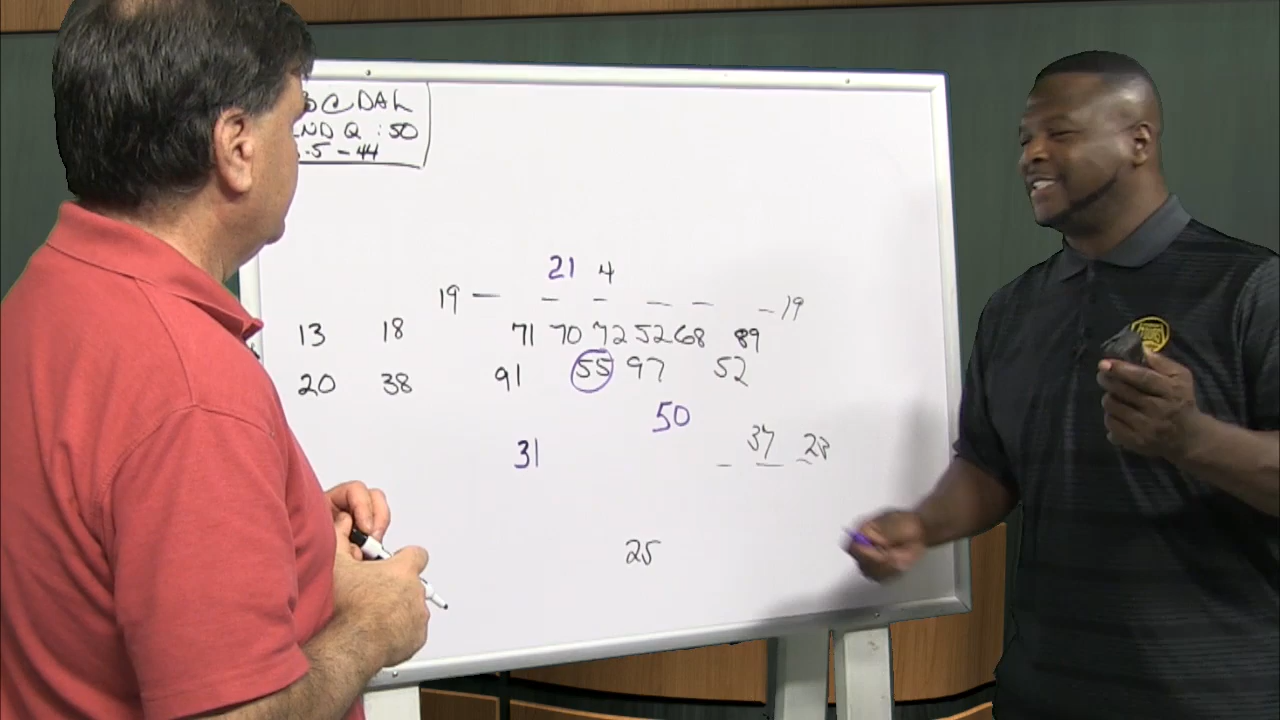 @ DAL
ND Q :50
5-44
21 4
19 — — — — — — 19
13 18 71 70 72 52 68 89
20 38 91 55 97 52
50
31 37 28
25